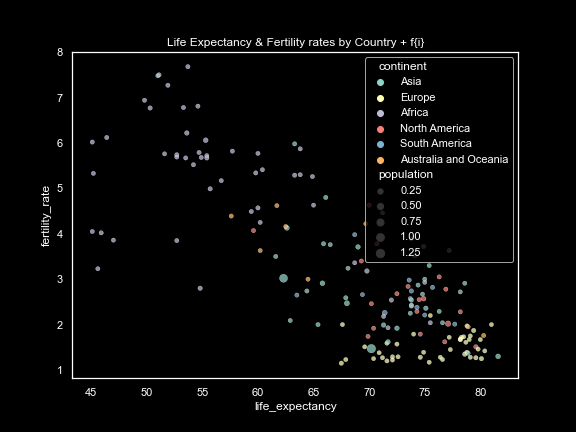 Life Expectancy & Fertility rates by Country + f{i}
8
7
6
5
4
3
2
1
fertility_rate
continent
Asia
Europe
Africa
North America
South America
Australia and Oceania
population
0.25
0.50
0.75
1.00
1.25
45 50 55 60 65 70 75 80
life_expectancy